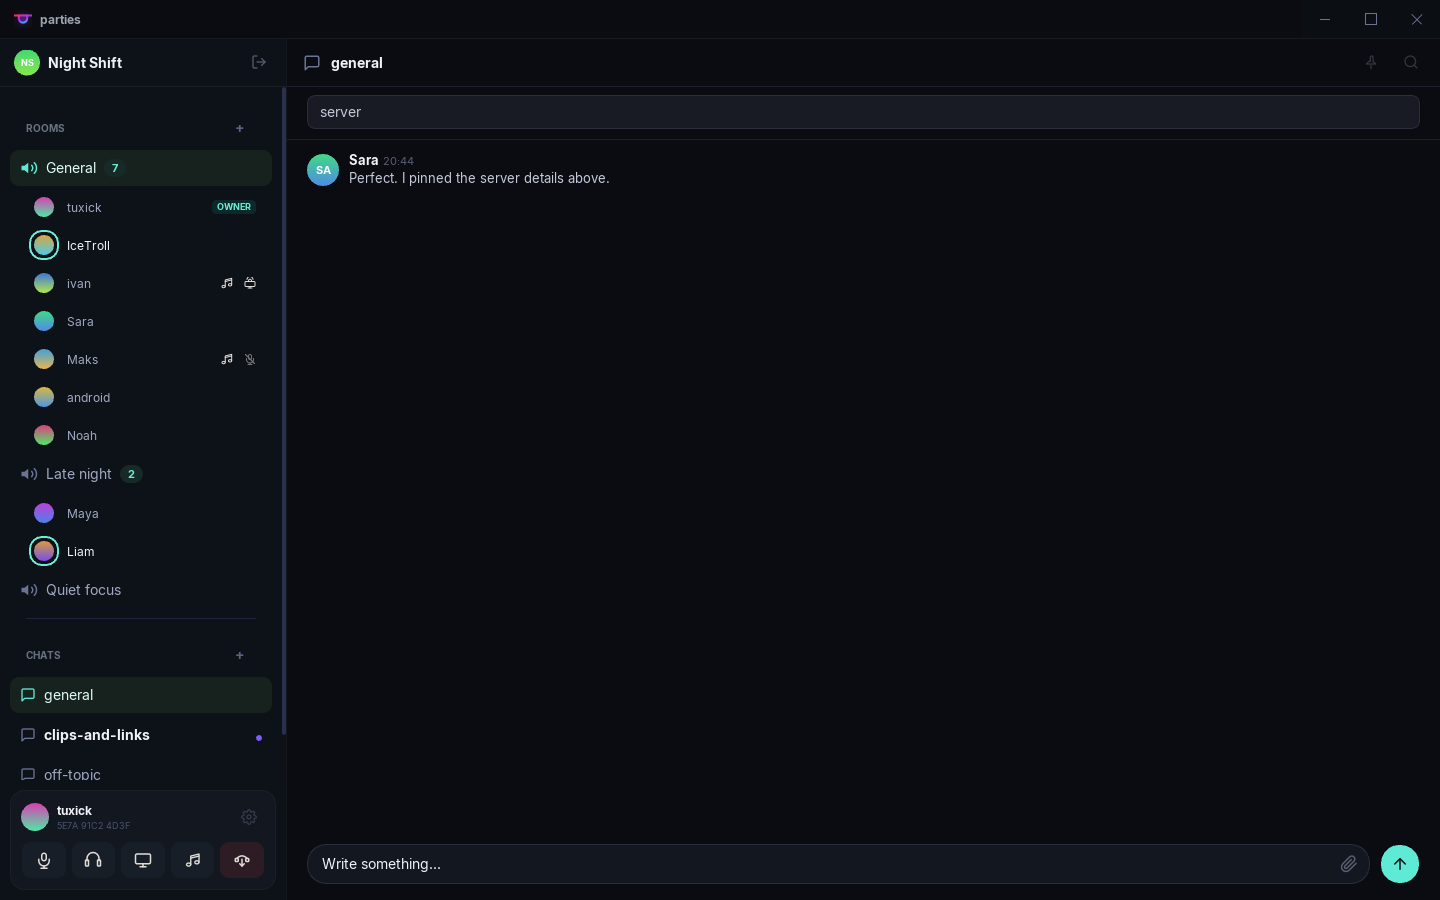 parties
NS Night Shift
general
server
ROOMS +
SA Sara 20:44
Perfect. I pinned the server details above.
General 7
tuxick OWNER
IceTroll
ivan
Sara
Maks
android
Noah
Late night 2
Maya
Liam
Quiet focus
CHATS +
general
clips-and-links
off-topic
tuxick
5E7A 91C2 4D3F
Write something...